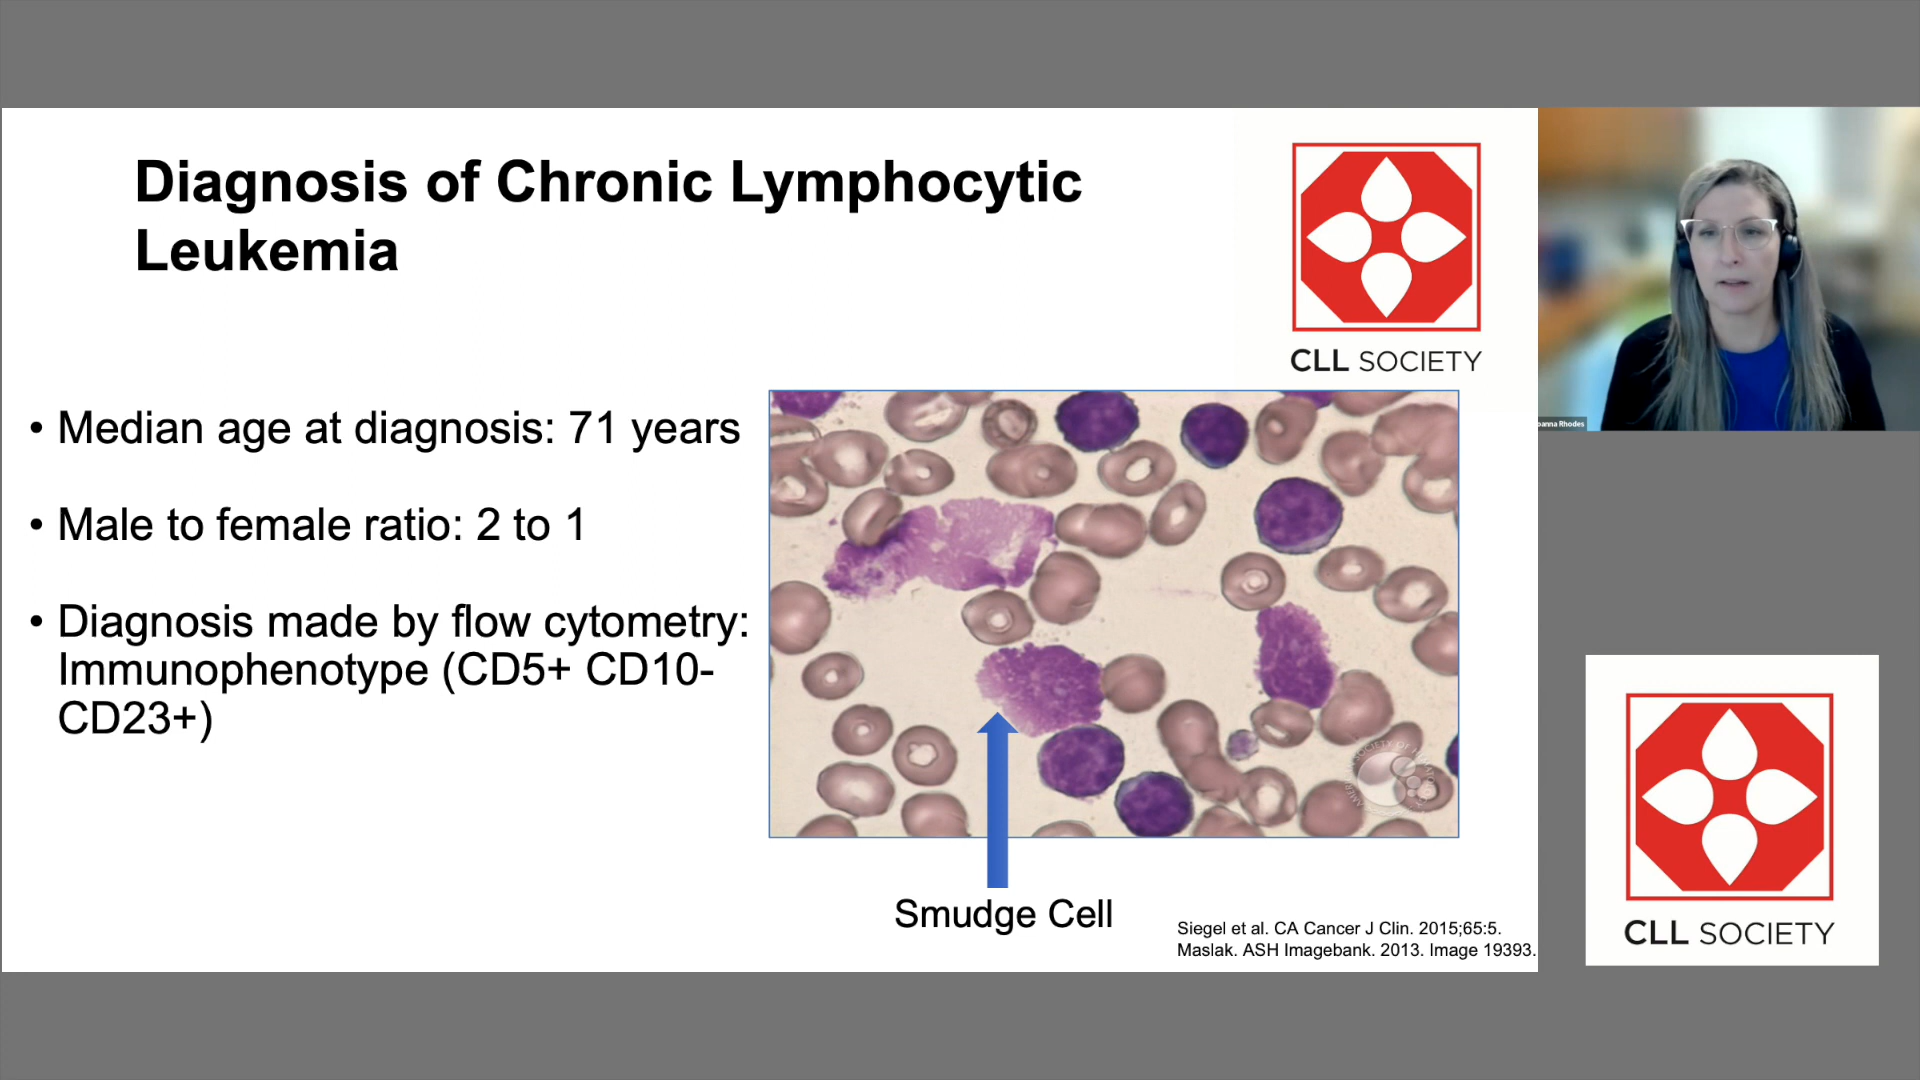 Diagnosis of Chronic Lymphocytic
Leukemia
CLL SOCIETY
• Median age at diagnosis: 71 years
• Male to female ratio: 2 to 1
• Diagnosis made by flow cytometry:
Immunophenotype (CD5+ CD10-
CD23+)
Smudge Cell
Siegel et al. CA Cancer J Clin. 2015;65:5.
Maslak. ASH Imagebank. 2013. Image 19393.
Rhodes
CLL SOCIETY